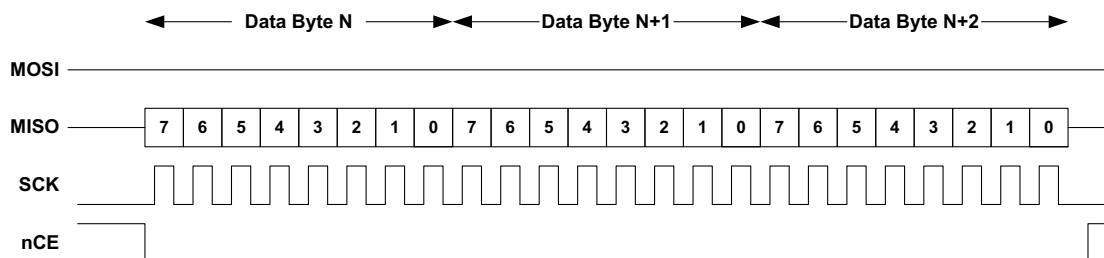 Data Byte N Data Byte N+1 Data Byte N+2
MOSI
MISO 7 6 5 4 3 2 1 0 7 6 5 4 3 2 1 0 7 6 5 4 3 2 1 0
SCK
nCE